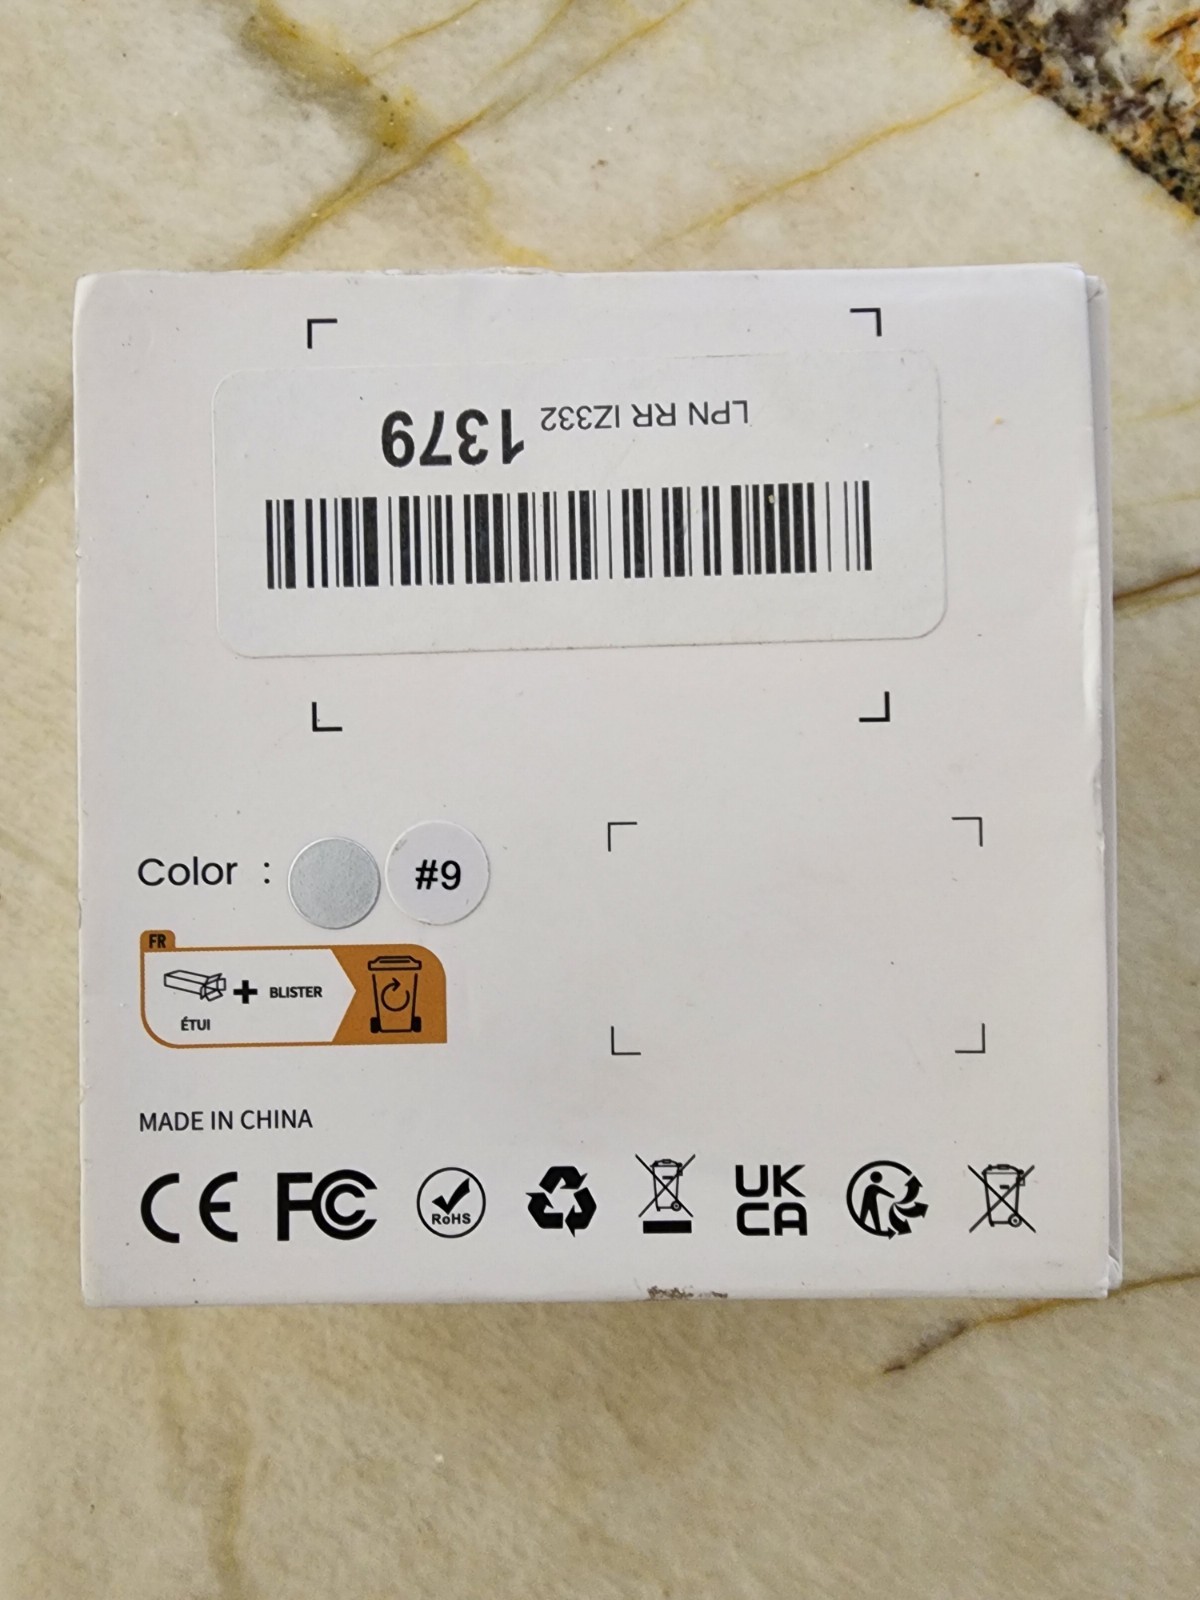 LPN RR IZ332 1379
Color :
#9
FR
+ BLISTER
ÉTUI
MADE IN CHINA
CE FC RoHS UK
CA